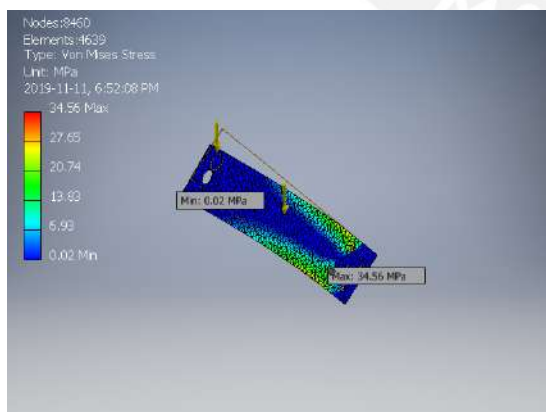 Nodes:8460
Elements:4639
Type: Von Mises Stress
Unit: MPa
2019-11-11, 6:52:08 PM
34.56 Max
27.65
20.74
13.83
6.93
0.02 Min
Min: 0.02 MPa
Max: 34.56 MPa